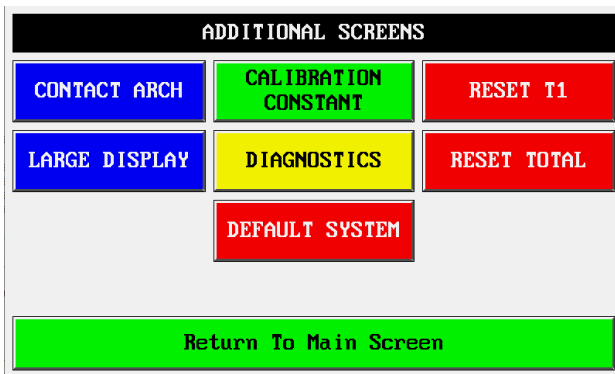 ADDITIONAL SCREENS
CONTACT ARCH
CALIBRATION
CONSTANT
RESET T1
LARGE DISPLAY
DIAGNOSTICS
RESET TOTAL
DEFAULT SYSTEM
Return To Main Screen